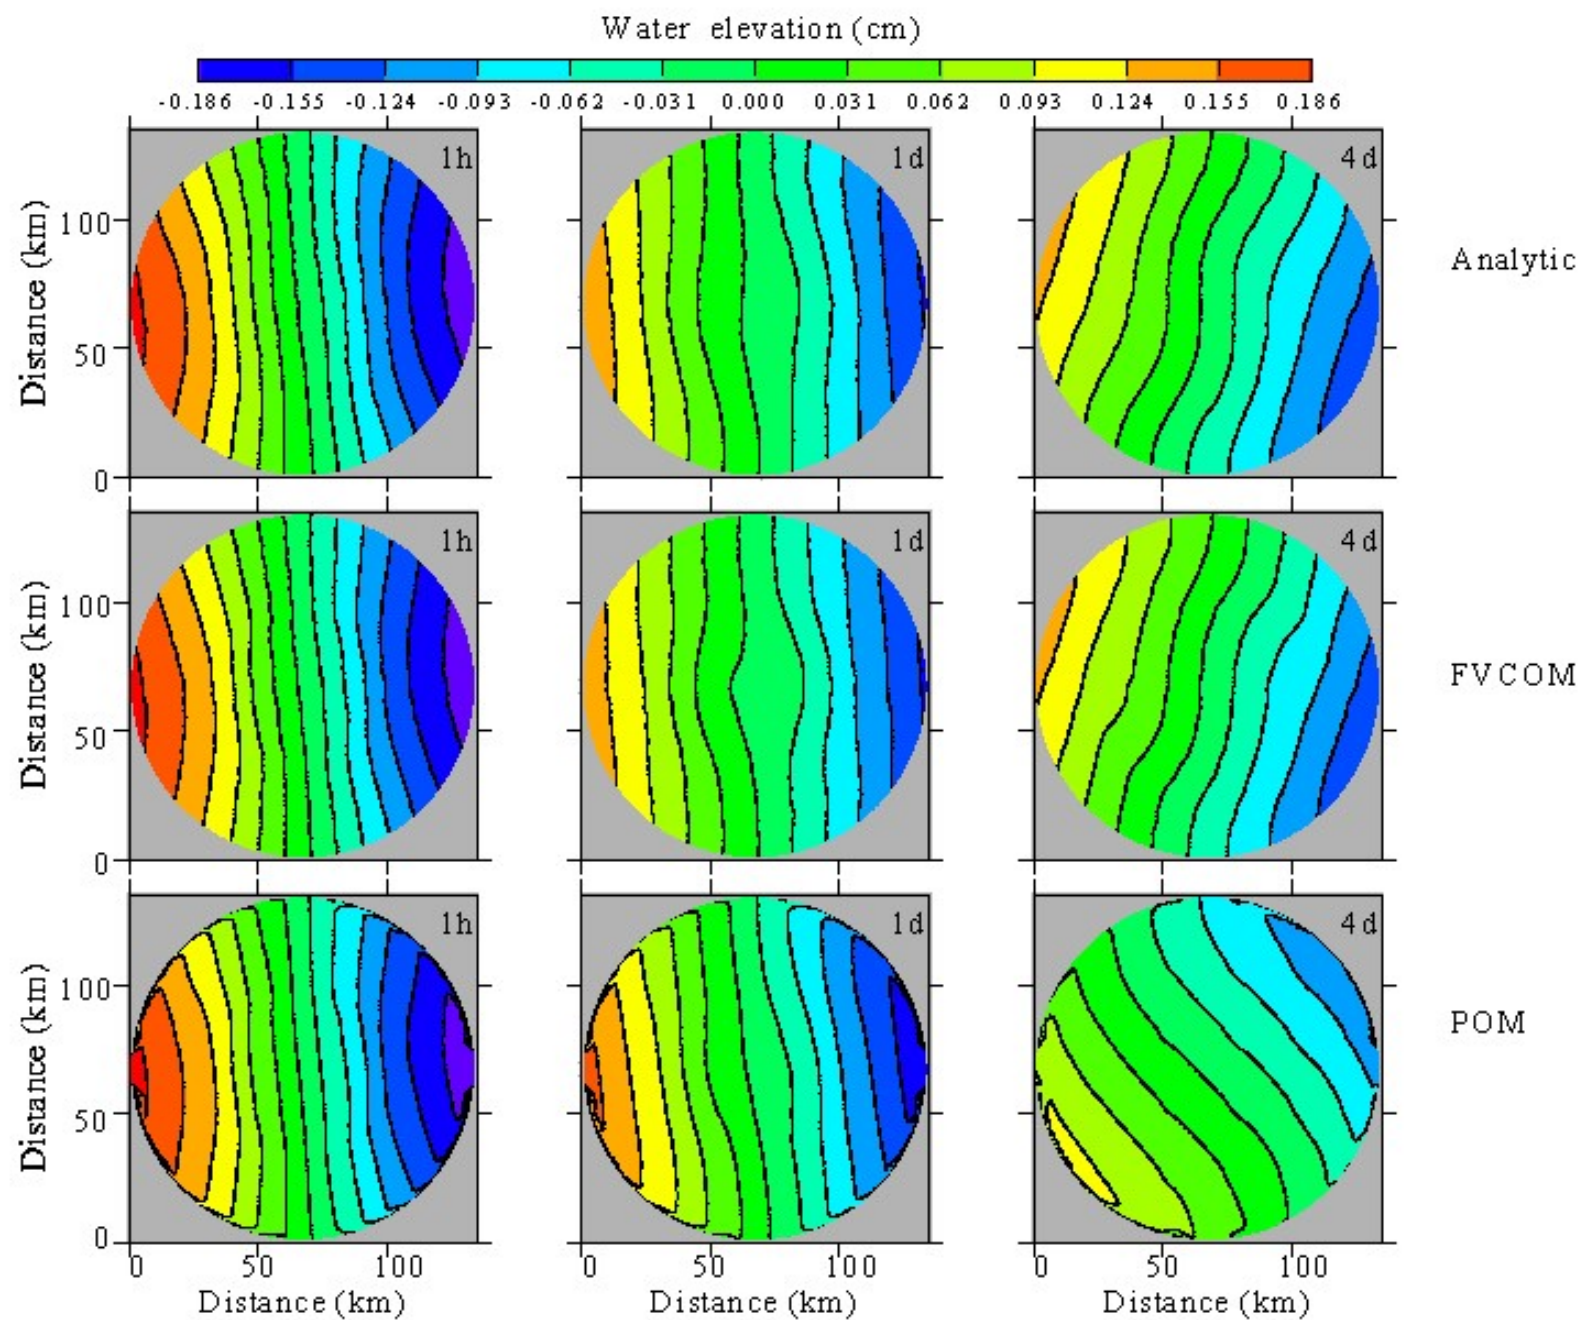 Water elevation (cm)
-0.186 -0.155 -0.124 -0.093 -0.062 -0.031 0.000 0.031 0.062 0.093 0.124 0.155 0.186
1h 1d 4d
Distance (km)
100
50
0
Analytic
1h 1d 4d
Distance (km)
100
50
0
FVCOM
1h 1d 4d
Distance (km)
100
50
0
POM
0 50 100 0 50 100 0 50 100
Distance (km) Distance (km) Distance (km)